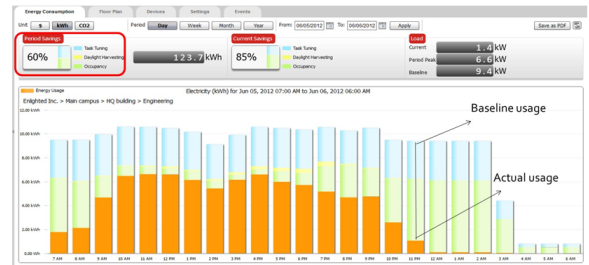 Energy Consumption Floor Plan Devices Settings Events
Unit $ kWh CO2 Period Day Week Month Year From: 06/05/2012 To: 06/06/2012 Apply Save as PDF
Period Savings Current Savings Load
60% Task Tuning Daylight Harvesting Occupancy
123.7 kWh
85% Task Tuning Daylight Harvesting Occupancy
Current 1.4 kW
Period Peak 6.6 kW
Baseline 9.4 kW
Energy Usage
Electricity (kWh) for Jun 05, 2012 07:00 AM to Jun 06, 2012 06:00 AM
Enlighted Inc. > Main campus > HQ building > Engineering
Baseline usage
Actual usage
12.00 kWh
10.00 kWh
8.00 kWh
6.00 kWh
4.00 kWh
2.00 kWh
0.00 kWh
7 AM 8 AM 9 AM 10 AM 11 AM 12 PM 1 PM 2 PM 3 PM 4 PM 5 PM 6 PM 7 PM 8 PM 9 PM 10 PM 11 PM 12 AM 1 AM 2 AM 3 AM 4 AM 5 AM 6 AM